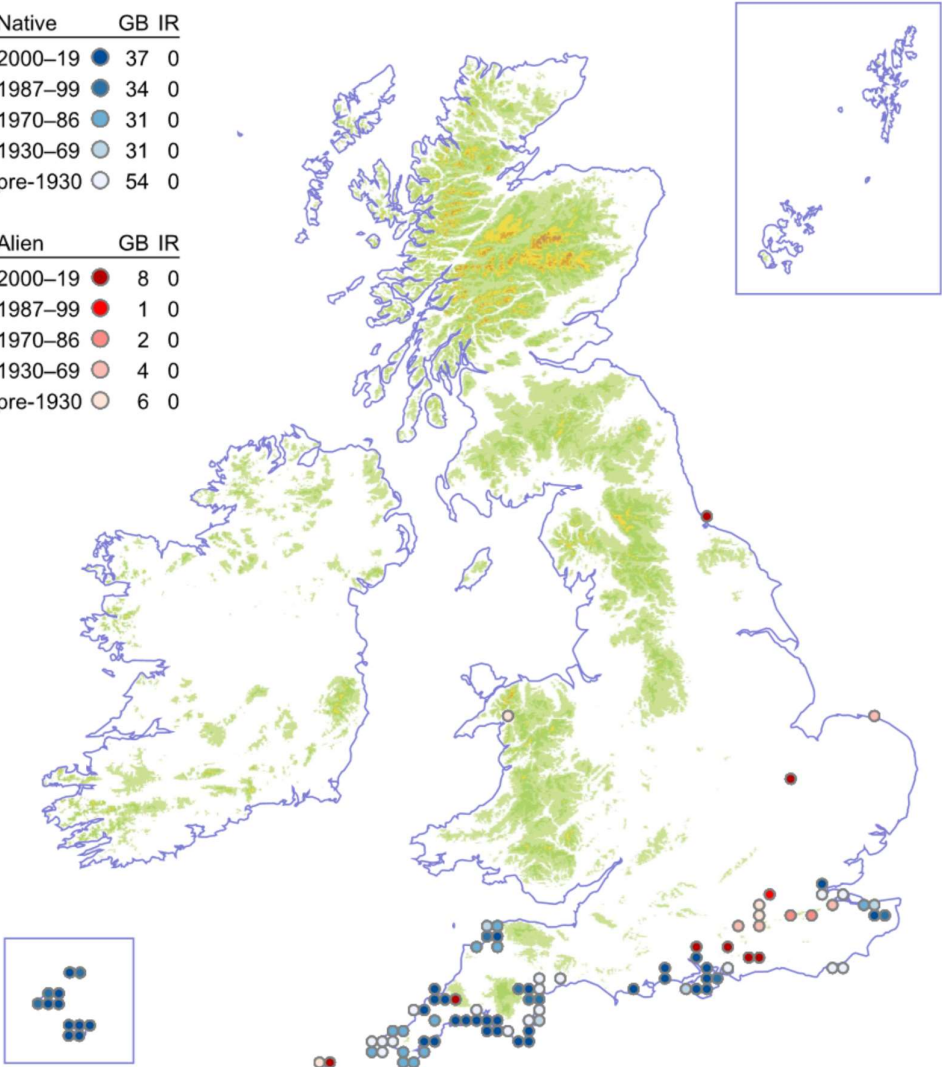 Native GB IR
2000–19 37 0
1987–99 34 0
1970–86 31 0
1930–69 31 0
pre-1930 54 0
Alien GB IR
2000–19 8 0
1987–99 1 0
1970–86 2 0
1930–69 4 0
pre-1930 6 0